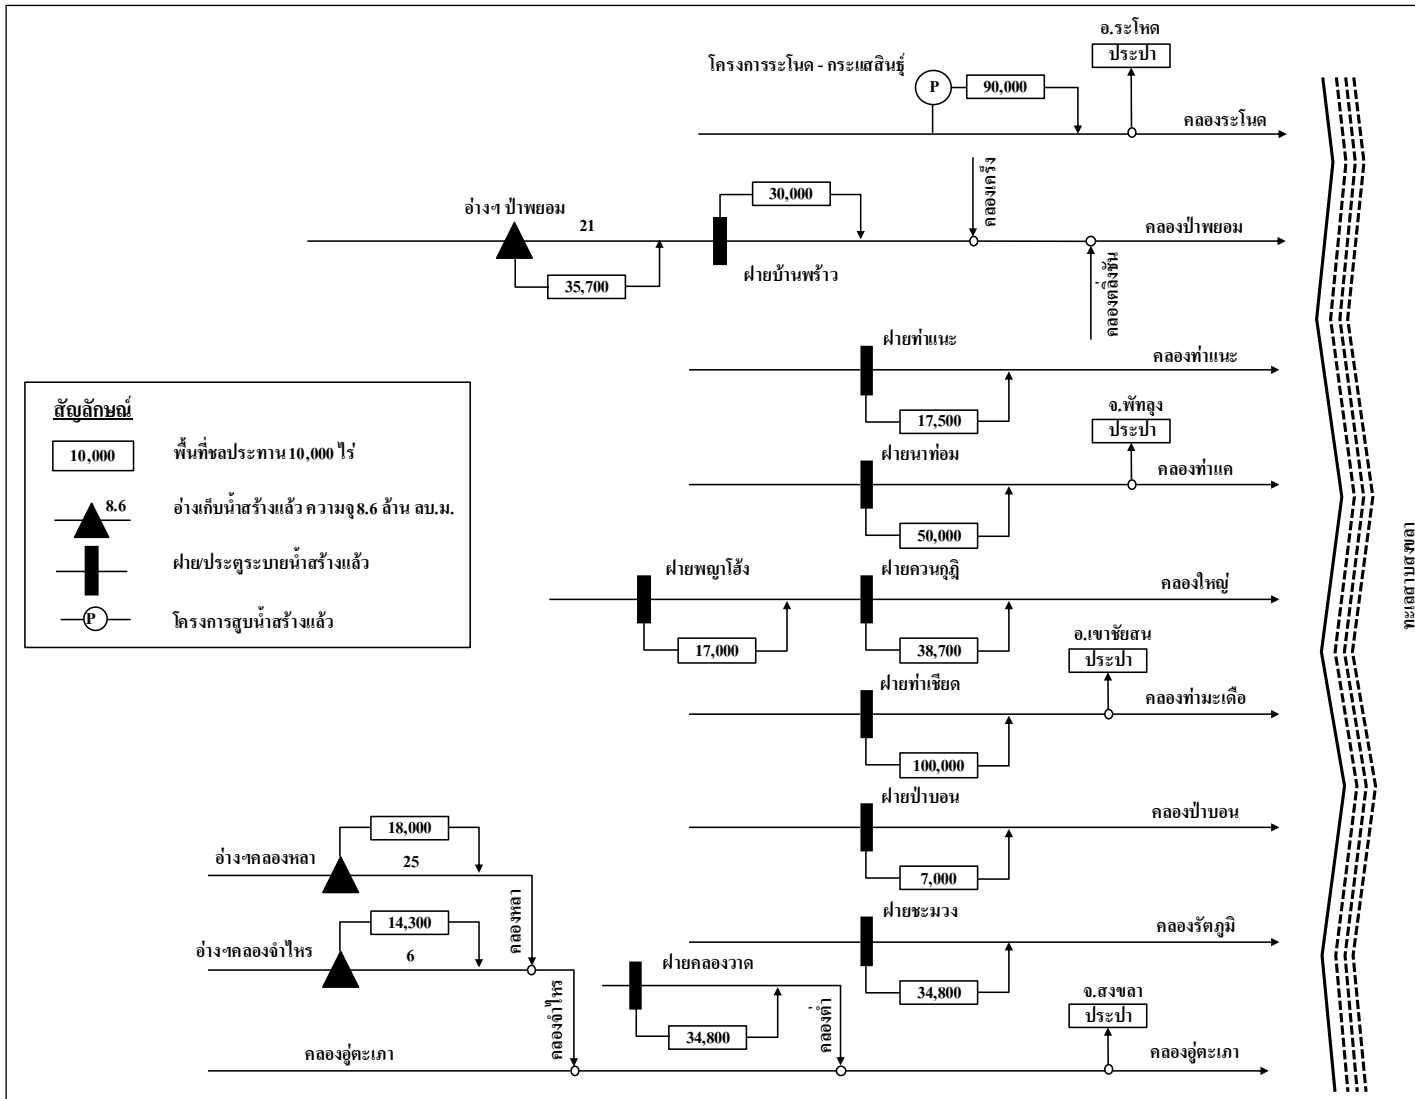 อ.ระโหด
ประปา
โครงการระโนด - กระแสสินธุ์
P
90,000
คลองระโนด
คลองเคร็ง
30,000
อ่างฯ ป่าพยอม
21
คลองป่าพยอม
ฝายบ้านพร้าว
35,700
คลองตลิ่งชัน
ฝายท่าแนะ
คลองท่าแนะ
17,500
สัญลักษณ์
10,000
พื้นที่ชลประทาน 10,000 ไร่
8.6
อ่างเก็บน้ำสร้างแล้ว ความจุ 8.6 ล้าน ลบ.ม.
ฝาย/ประตูระบายน้ำสร้างแล้ว
P
โครงการสูบน้ำสร้างแล้ว
จ.พัทลุง
ประปา
ฝายนาท่อม
คลองท่าแค
50,000
ทะเลสาบสงขลา
ฝายพญาโฮ้ง
ฝายควนกุฎิ
คลองใหญ่
17,000
38,700
อ.เขาชัยสน
ประปา
ฝายท่าเชียด
คลองท่ามะเดือ
100,000
ฝายป่าบอน
คลองป่าบอน
7,000
18,000
อ่างฯคลองหลา
25
คลองหลา
14,300
อ่างฯคลองจำไหร
6
คลองจำไหร
ฝายชะมวง
คลองรัตภูมิ
34,800
ฝายคลองวาด
34,800
คลองต่ำ
จ.สงขลา
ประปา
คลองอู่ตะเภา
คลองอู่ตะเภา